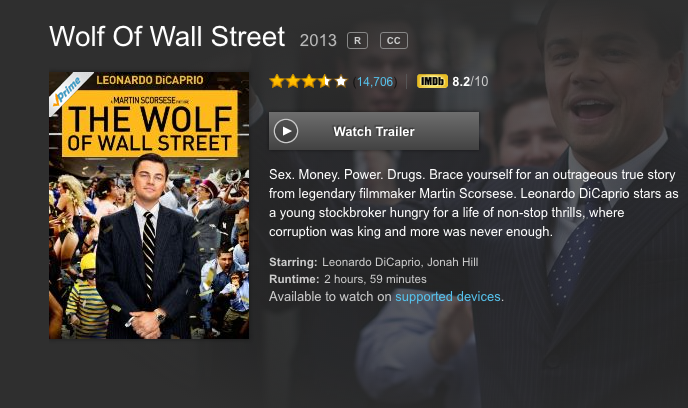 Wolf Of Wall Street 2013 R CC
Prime
LEONARDO DiCAPRIO
A MARTIN SCORSESE PICTURE
THE WOLF
OF WALL STREET
(14,706) | IMDb 8.2/10
Watch Trailer
Sex. Money. Power. Drugs. Brace yourself for an outrageous true story
from legendary filmmaker Martin Scorsese. Leonardo DiCaprio stars as
a young stockbroker hungry for a life of non-stop thrills, where
corruption was king and more was never enough.
Starring: Leonardo DiCaprio, Jonah Hill
Runtime: 2 hours, 59 minutes
Available to watch on supported devices.